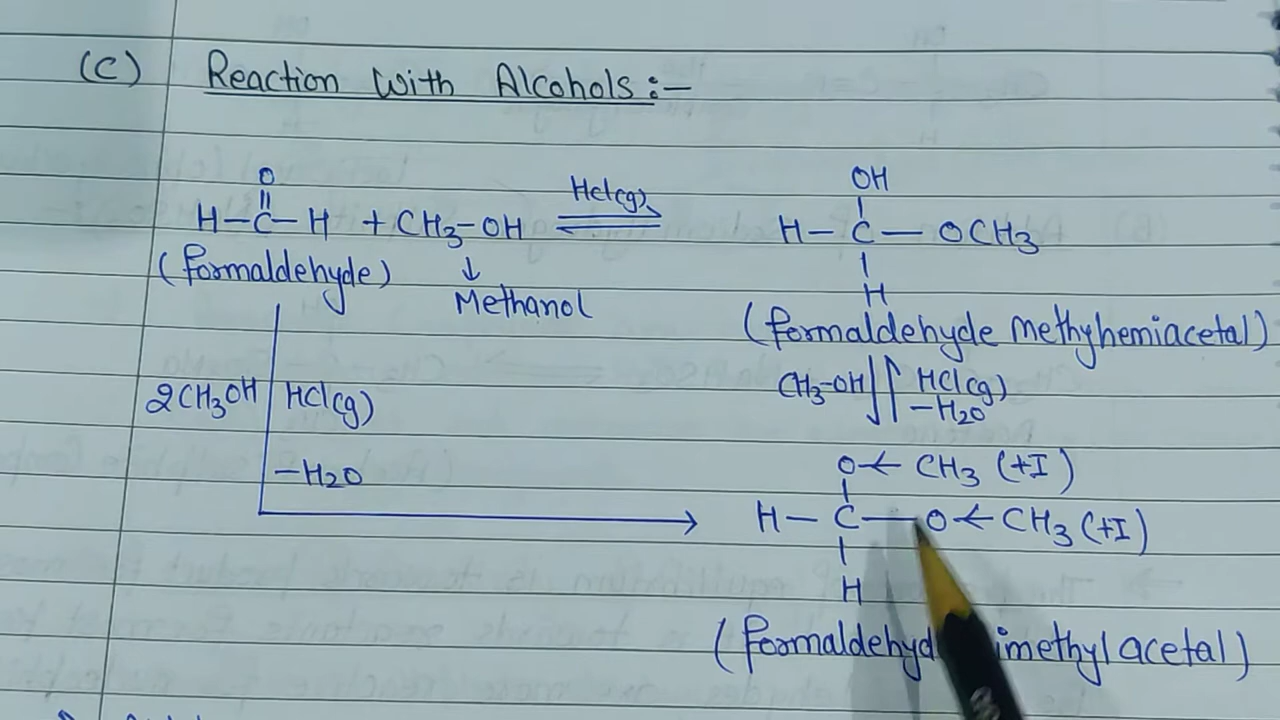 (C) Reaction With Alcohols :-
O
||
H-C-H + CH3-OH ⇌ HCl(g)
(formaldehyde)
↓
Methanol
OH
|
H-C-OCH3
|
H
(formaldehyde Methylhemiacetal)
CH3-OH HCl(g)
-H2O
2CH3OH HCl(g)
-H2O
O ← CH3 (+I)
|
H-C-O ← CH3 (+I)
|
H
(formaldehyd imethyl acetal)